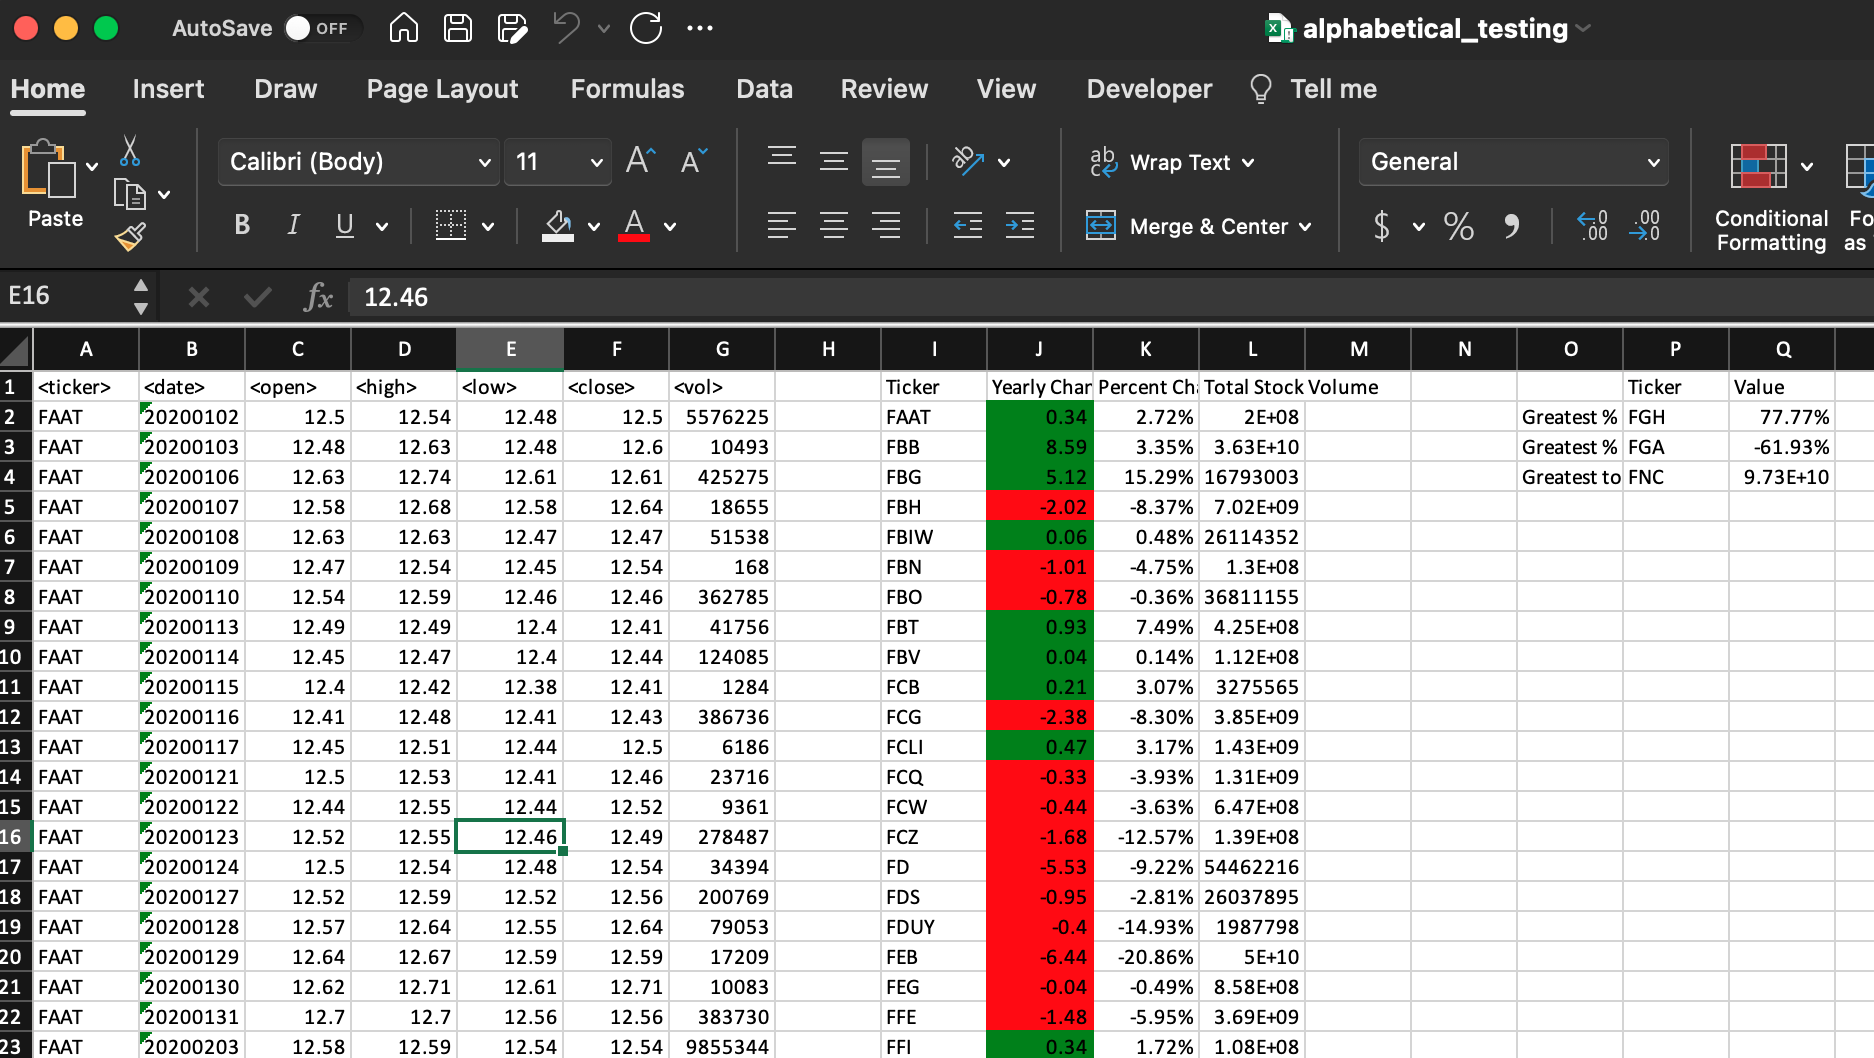 AutoSave OFF alphabetical_testing
Home Insert Draw Page Layout Formulas Data Review View Developer Tell me
Paste Calibri (Body) 11 Wrap Text General
B I U A Merge & Center $ % Conditional Formatting Fo as
E16 fx 12.46
A B C D E F G H I J K L M N O P Q
1 <ticker> <date> <open> <high> <low> <close> <vol> Ticker Yearly Chan Percent Cha Total Stock Volume Ticker Value
2 FAAT 20200102 12.5 12.54 12.48 12.5 5576225 FAAT 0.34 2.72% 2E+08 Greatest % FGH 77.77%
3 FAAT 20200103 12.48 12.63 12.48 12.6 10493 FBB 8.59 3.35% 3.63E+10 Greatest % FGA -61.93%
4 FAAT 20200106 12.63 12.74 12.61 12.61 425275 FBG 5.12 15.29% 16793003 Greatest to FNC 9.73E+10
5 FAAT 20200107 12.58 12.68 12.58 12.64 18655 FBH -2.02 -8.37% 7.02E+09
6 FAAT 20200108 12.63 12.63 12.47 12.47 51538 FBIW 0.06 0.48% 26114352
7 FAAT 20200109 12.47 12.54 12.45 12.54 168 FBN -1.01 -4.75% 1.3E+08
8 FAAT 20200110 12.54 12.59 12.46 12.46 362785 FBO -0.78 -0.36% 36811155
9 FAAT 20200113 12.49 12.49 12.4 12.41 41756 FBT 0.93 7.49% 4.25E+08
10 FAAT 20200114 12.45 12.47 12.4 12.44 124085 FBV 0.04 0.14% 1.12E+08
11 FAAT 20200115 12.4 12.42 12.38 12.41 1284 FCB 0.21 3.07% 3275565
12 FAAT 20200116 12.41 12.48 12.41 12.43 386736 FCG -2.38 -8.30% 3.85E+09
13 FAAT 20200117 12.45 12.51 12.44 12.5 6186 FCLI 0.47 3.17% 1.43E+09
14 FAAT 20200121 12.5 12.53 12.41 12.46 23716 FCQ -0.33 -3.93% 1.31E+09
15 FAAT 20200122 12.44 12.55 12.44 12.52 9361 FCW -0.44 -3.63% 6.47E+08
16 FAAT 20200123 12.52 12.55 12.46 12.49 278487 FCZ -1.68 -12.57% 1.39E+08
17 FAAT 20200124 12.5 12.54 12.48 12.54 34394 FD -5.53 -9.22% 54462216
18 FAAT 20200127 12.52 12.59 12.52 12.56 200769 FDS -0.95 -2.81% 26037895
19 FAAT 20200128 12.57 12.64 12.55 12.64 79053 FDUY -0.4 -14.93% 1987798
20 FAAT 20200129 12.64 12.67 12.59 12.59 17209 FEB -6.44 -20.86% 5E+10
21 FAAT 20200130 12.62 12.71 12.61 12.71 10083 FEG -0.04 -0.49% 8.58E+08
22 FAAT 20200131 12.7 12.7 12.56 12.56 383730 FFE -1.48 -5.95% 3.69E+09
23 FAAT 20200203 12.58 12.59 12.54 12.54 9855344 FFI 0.34 1.72% 1.08E+08